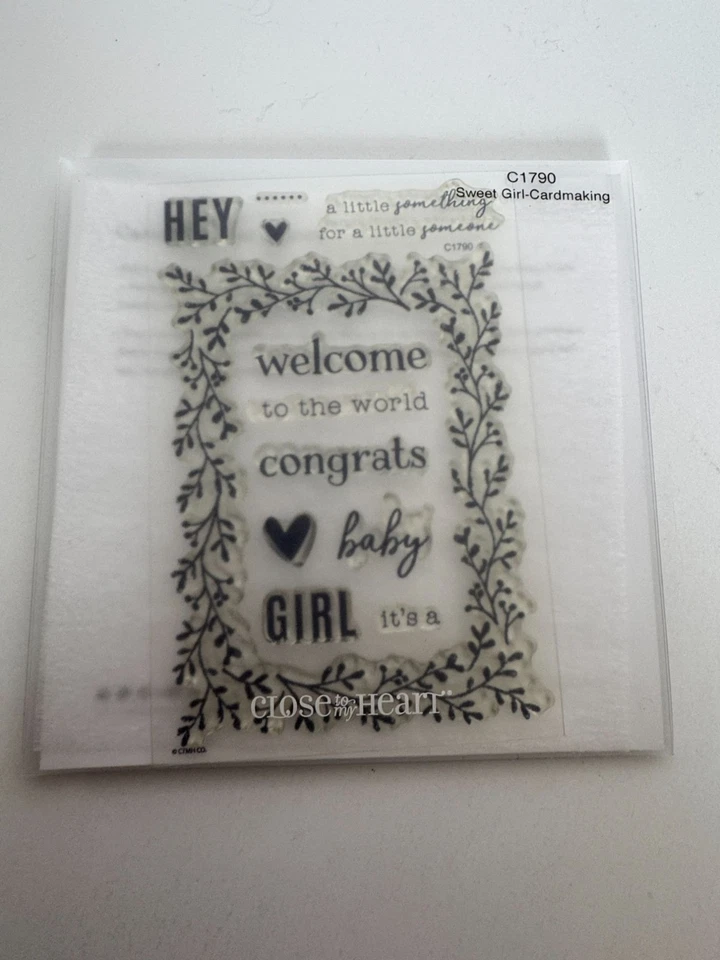 C1790
Sweet Girl-Cardmaking
HEY
a little something
for a little someone
C1790
welcome
to the world
congrats
baby
GIRL it's a
CLOSE to my HEART™
© CTMH CO.